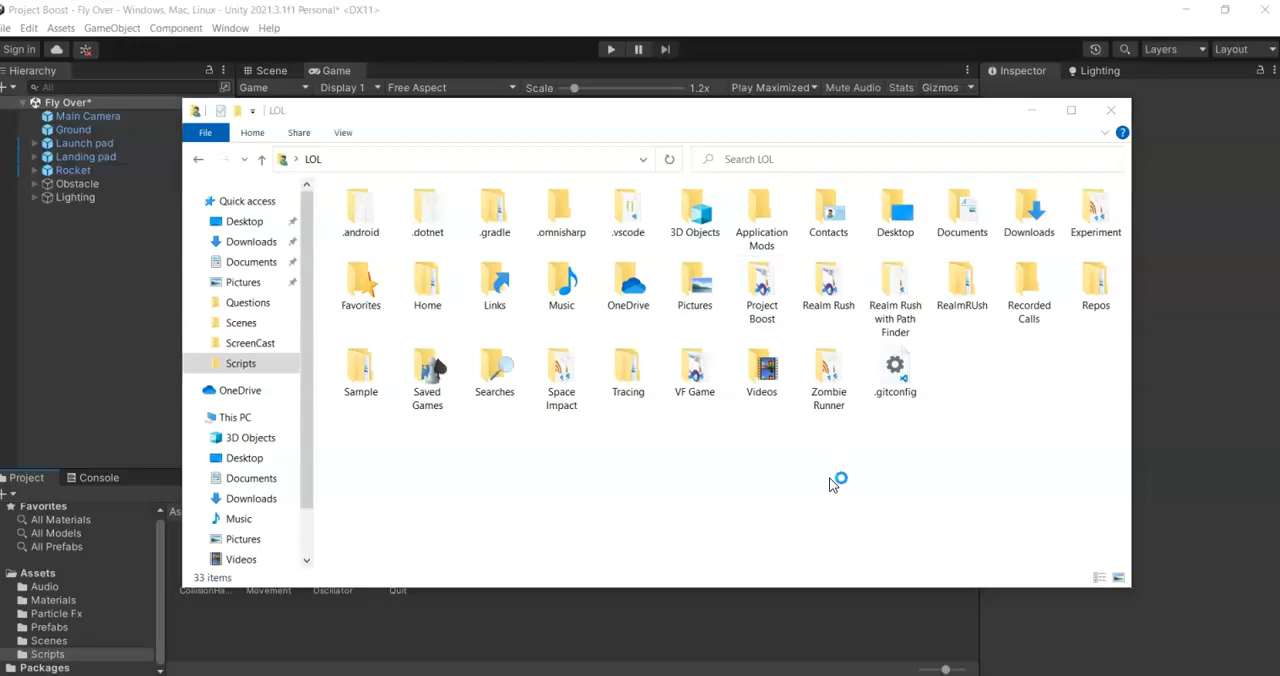 Project Boost - Fly Over - Windows, Mac, Linux - Unity 2021.3.1f1 Personal* <DX11>
ile Edit Assets GameObject Component Window Help
Sign in Layers Layout
Hierarchy Scene Game Inspector Lighting
All Game Display 1 Free Aspect Scale 1.2x Play Maximized Mute Audio Stats Gizmos
Fly Over*
Main Camera
Ground
Launch pad
Landing pad
Rocket
Obstacle
Lighting
LOL
File Home Share View
LOL Search LOL
Quick access
Desktop
Downloads
Documents
Pictures
Questions
Scenes
ScreenCast
Scripts
OneDrive
This PC
3D Objects
Desktop
Documents
Downloads
Music
Pictures
Videos
.android .dotnet .gradle .omnisharp .vscode 3D Objects Application Mods Contacts Desktop Documents Downloads Experiment
Favorites Home Links Music OneDrive Pictures Project Boost Realm Rush Realm Rush with Path Finder RealmRUsh Recorded Calls Repos
Sample Saved Games Searches Space Impact Tracing VF Game Videos Zombie Runner .gitconfig
33 items
Project Console
Favorites
All Materials
All Models
All Prefabs
Assets
Audio
Materials
Particle Fx
Prefabs
Scenes
Scripts
Packages
As
CollisionHa... Movement Oscillator Quit